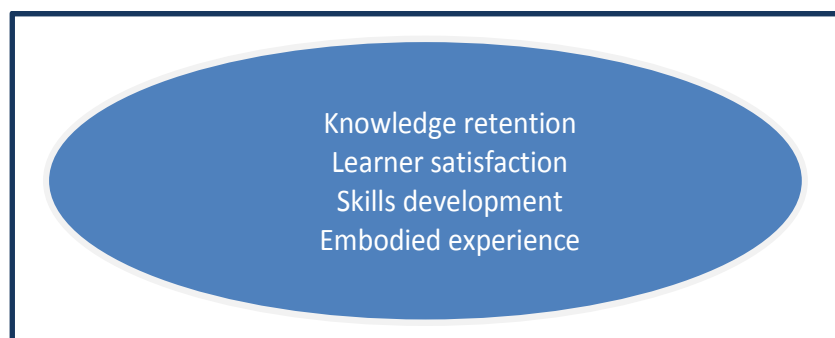 Knowledge retention
Learner satisfaction
Skills development
Embodied experience